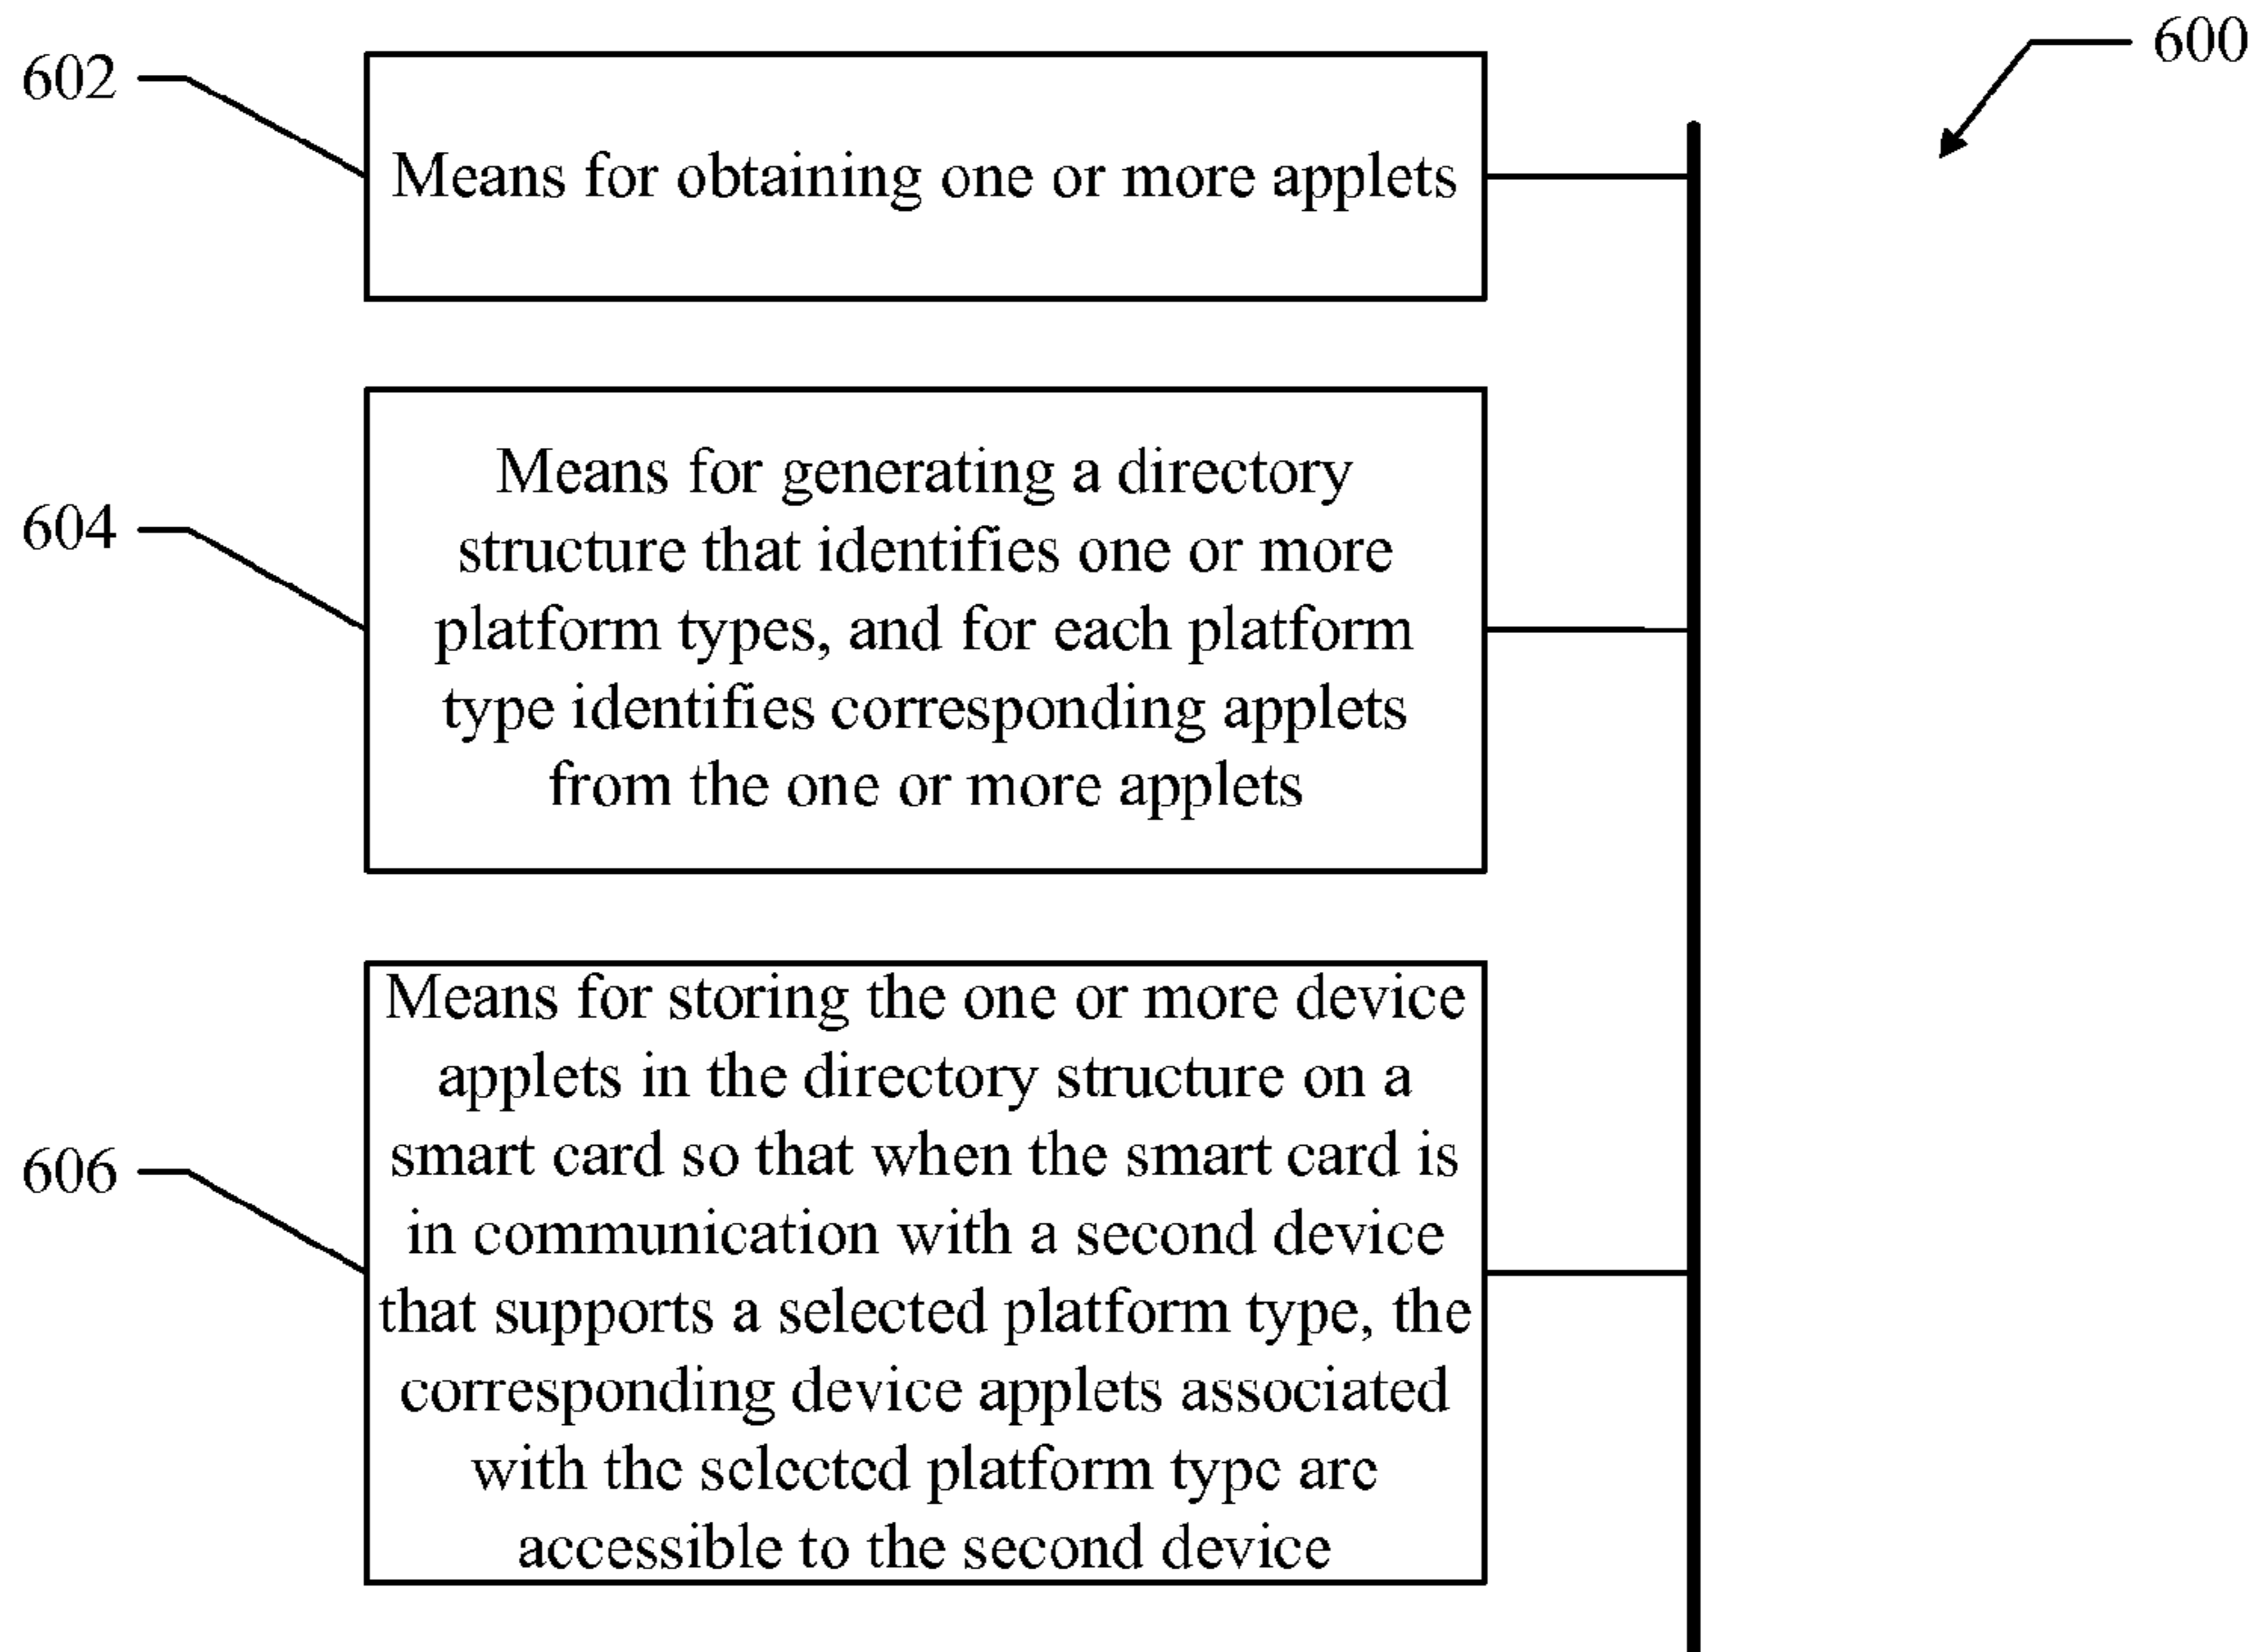 600
602
Means for obtaining one or more applets
604
Means for generating a directory
structure that identifies one or more
platform types, and for each platform
type identifies corresponding applets
from the one or more applets
606
Means for storing the one or more device
applets in the directory structure on a
smart card so that when the smart card is
in communication with a second device
that supports a selected platform type, the
corresponding device applets associated
with the selected platform type are
accessible to the second device